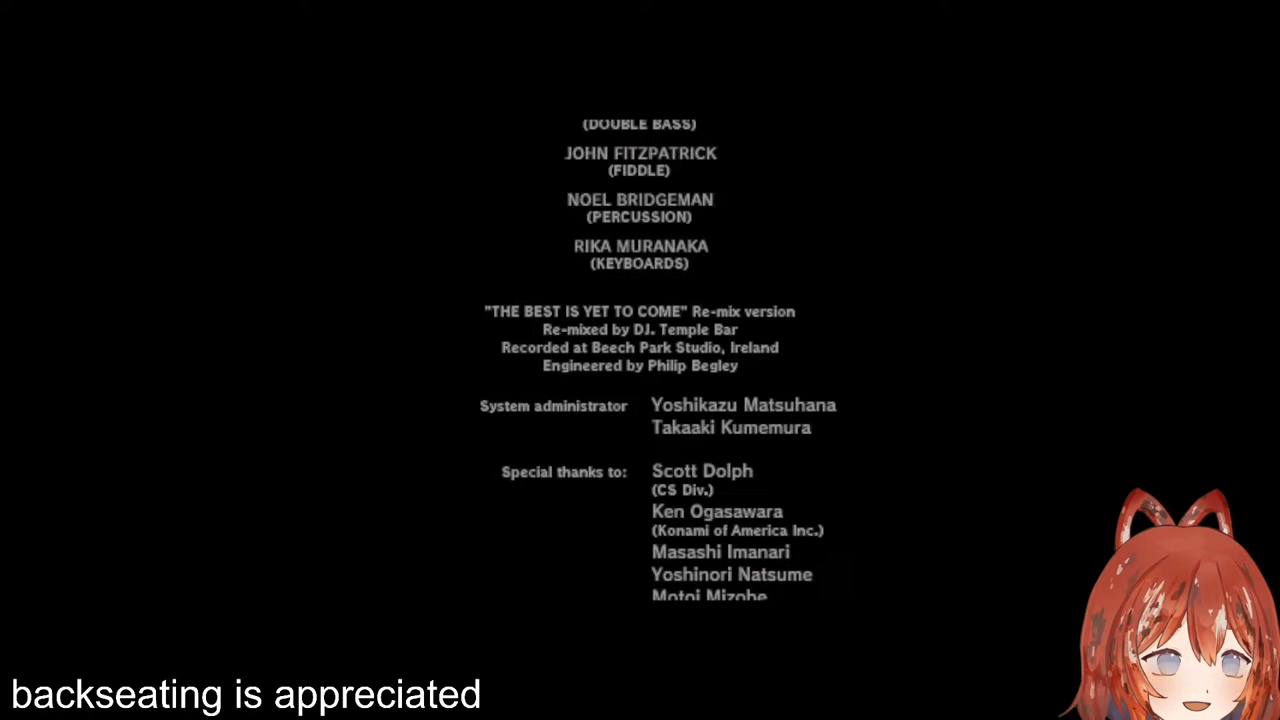 (DOUBLE BASS)
JOHN FITZPATRICK
(FIDDLE)
NOEL BRIDGEMAN
(PERCUSSION)
RIKA MURANAKA
(KEYBOARDS)
"THE BEST IS YET TO COME" Re-mix version
Re-mixed by DJ. Temple Bar
Recorded at Beech Park Studio, Ireland
Engineered by Philip Begley
System administrator Yoshikazu Matsuhana
Takaaki Kumemura
Special thanks to: Scott Dolph
(CS Div.)
Ken Ogasawara
(Konami of America Inc.)
Masashi Imanari
Yoshinori Natsume
Motoi Mizobe
backseating is appreciated